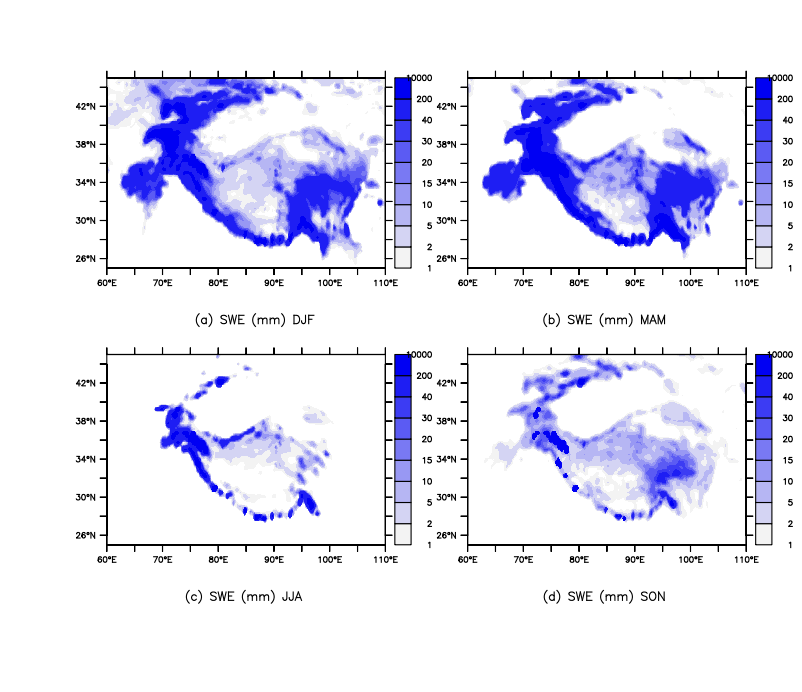 10000
200
40
30
20
15
10
5
2
1
42°N
38°N
34°N
30°N
26°N
60°E 70°E 80°E 90°E 100°E 110°E
(a) SWE (mm) DJF
10000
200
40
30
20
15
10
5
2
1
42°N
38°N
34°N
30°N
26°N
60°E 70°E 80°E 90°E 100°E 110°E
(b) SWE (mm) MAM
10000
200
40
30
20
15
10
5
2
1
42°N
38°N
34°N
30°N
26°N
60°E 70°E 80°E 90°E 100°E 110°E
(c) SWE (mm) JJA
10000
200
40
30
20
15
10
5
2
1
42°N
38°N
34°N
30°N
26°N
60°E 70°E 80°E 90°E 100°E 110°E
(d) SWE (mm) SON